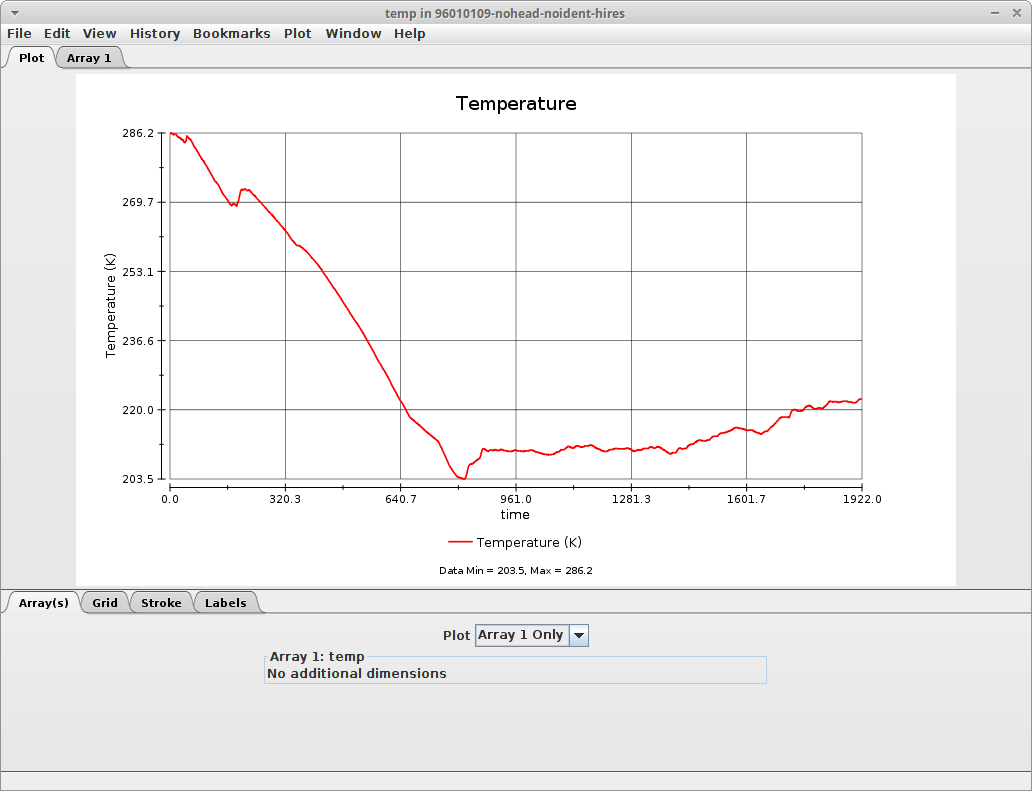 temp in 96010109-nohead-noident-hires
File Edit View History Bookmarks Plot Window Help
Plot Array 1
Temperature
286.2
269.7
253.1
236.6
220.0
203.5
Temperature (K)
0.0 320.3 640.7 961.0 1281.3 1601.7 1922.0
time
Temperature (K)
Data Min = 203.5, Max = 286.2
Array(s) Grid Stroke Labels
Plot Array 1 Only
Array 1: temp
No additional dimensions